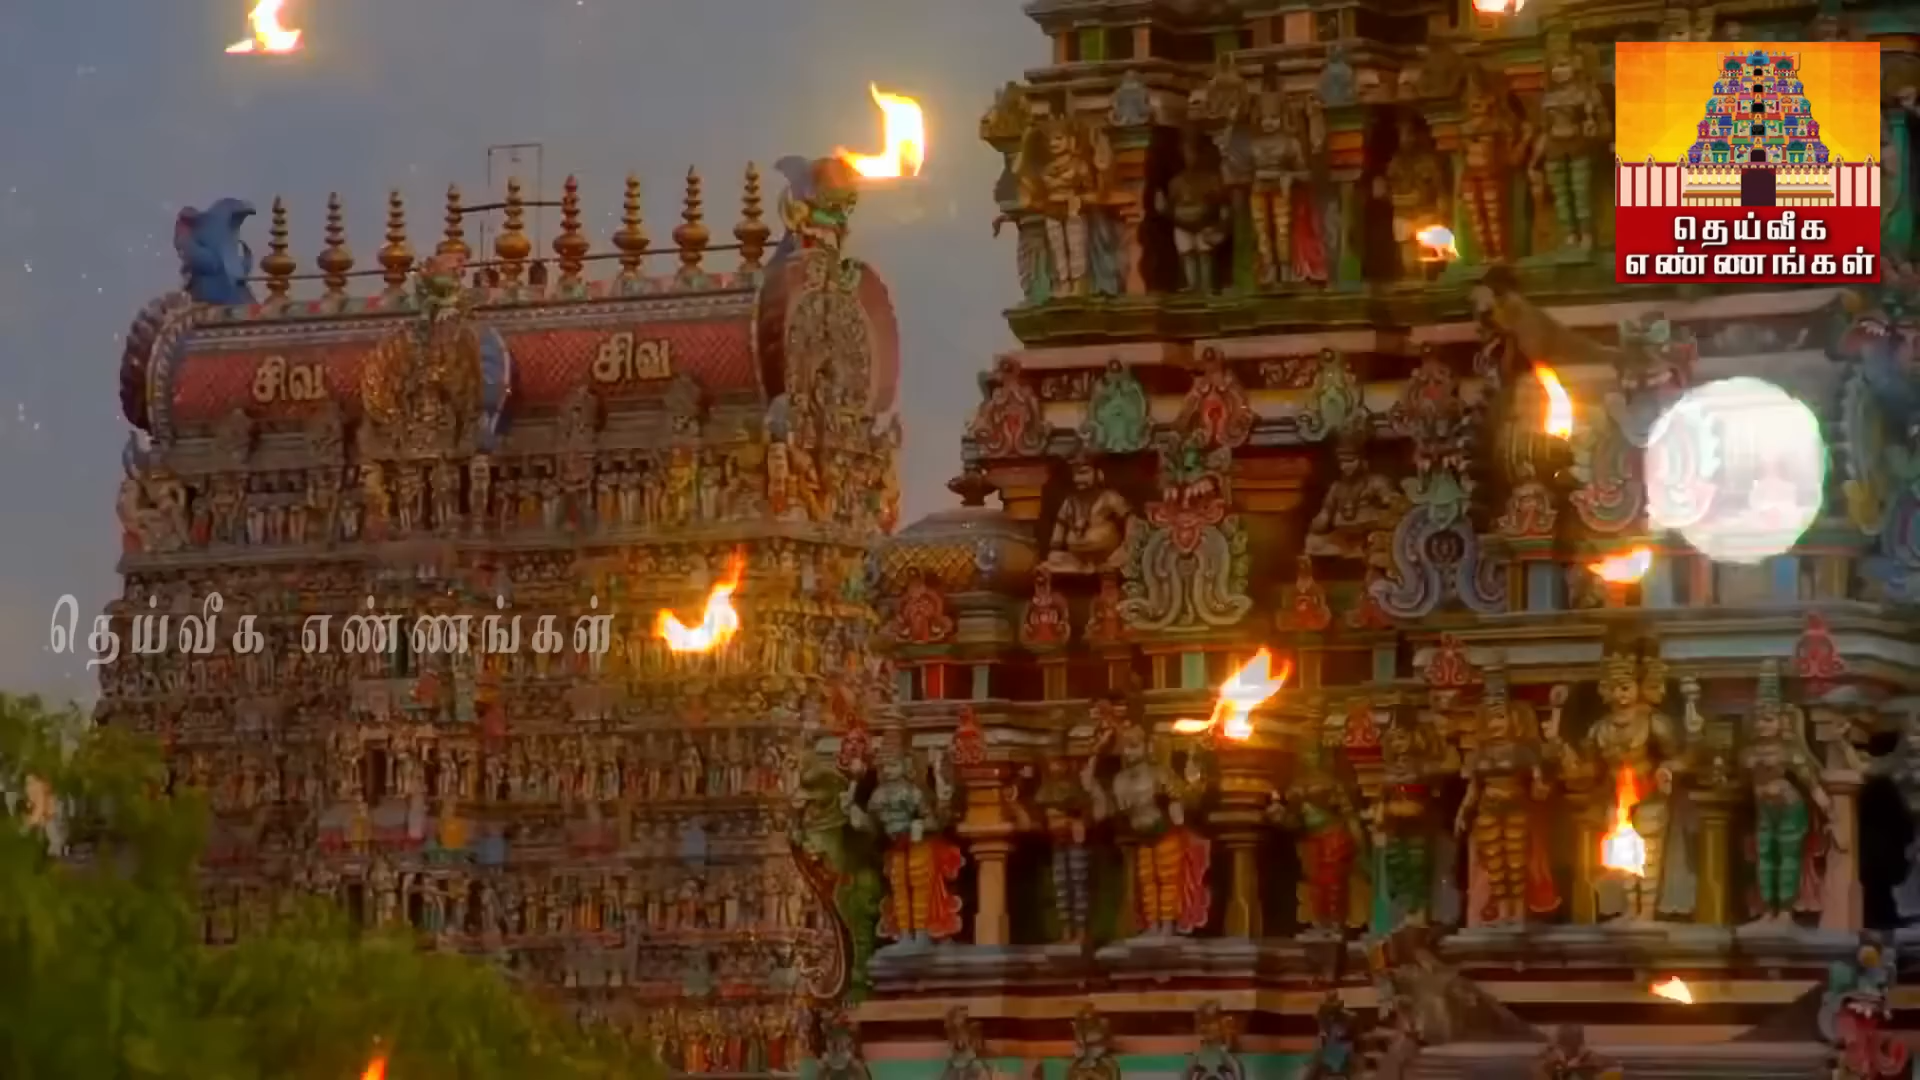 தெய்வீக
எண்ணங்கள்
சிவ சிவ
தெய்வீக எண்ணங்கள்